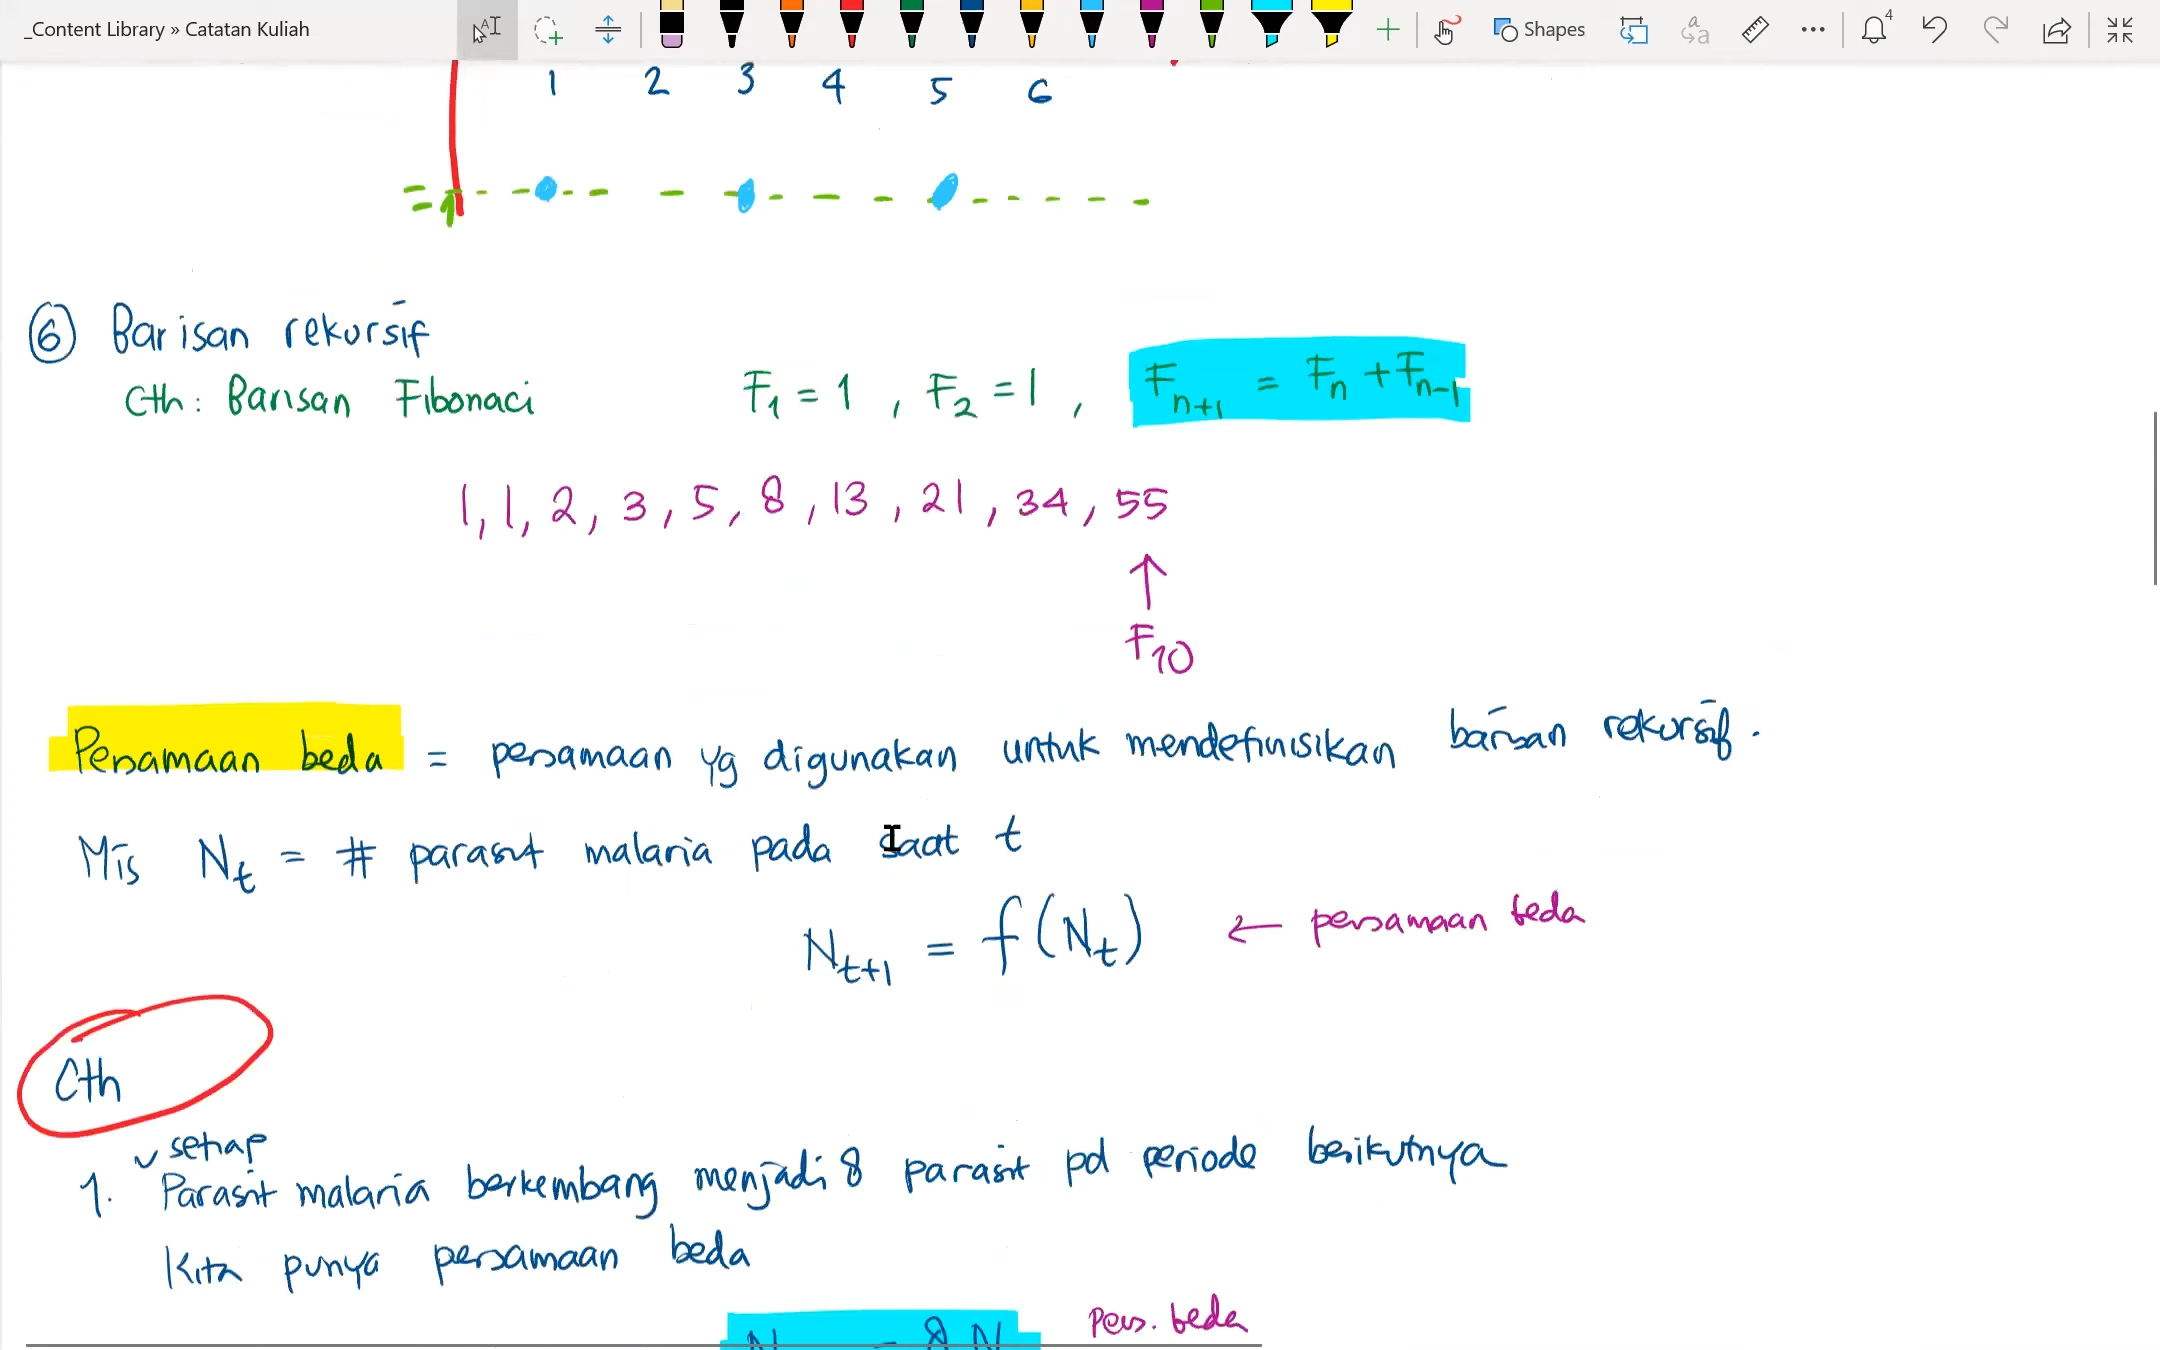 _Content Library » Catatan Kuliah
Shapes
4
1 2 3 4 5 6
-1
⑥ Barisan rekursif
Cth : Barisan Fibonaci F₁ = 1 , F₂ = 1 , Fₙ₊₁ = Fₙ + Fₙ₋₁
1, 1, 2, 3, 5, 8, 13, 21, 34, 55
↑
F₁₀
Persamaan beda = persamaan yg digunakan untuk mendefinisikan barisan rekursif.
Mis Nₜ = # parasit malaria pada saat t
Nₜ₊₁ = f(Nₜ) ← persamaan beda
Cth
setiap
1. Parasit malaria berkembang menjadi 8 parasit pd periode berikutnya
Kita punya persamaan beda
Pers. beda